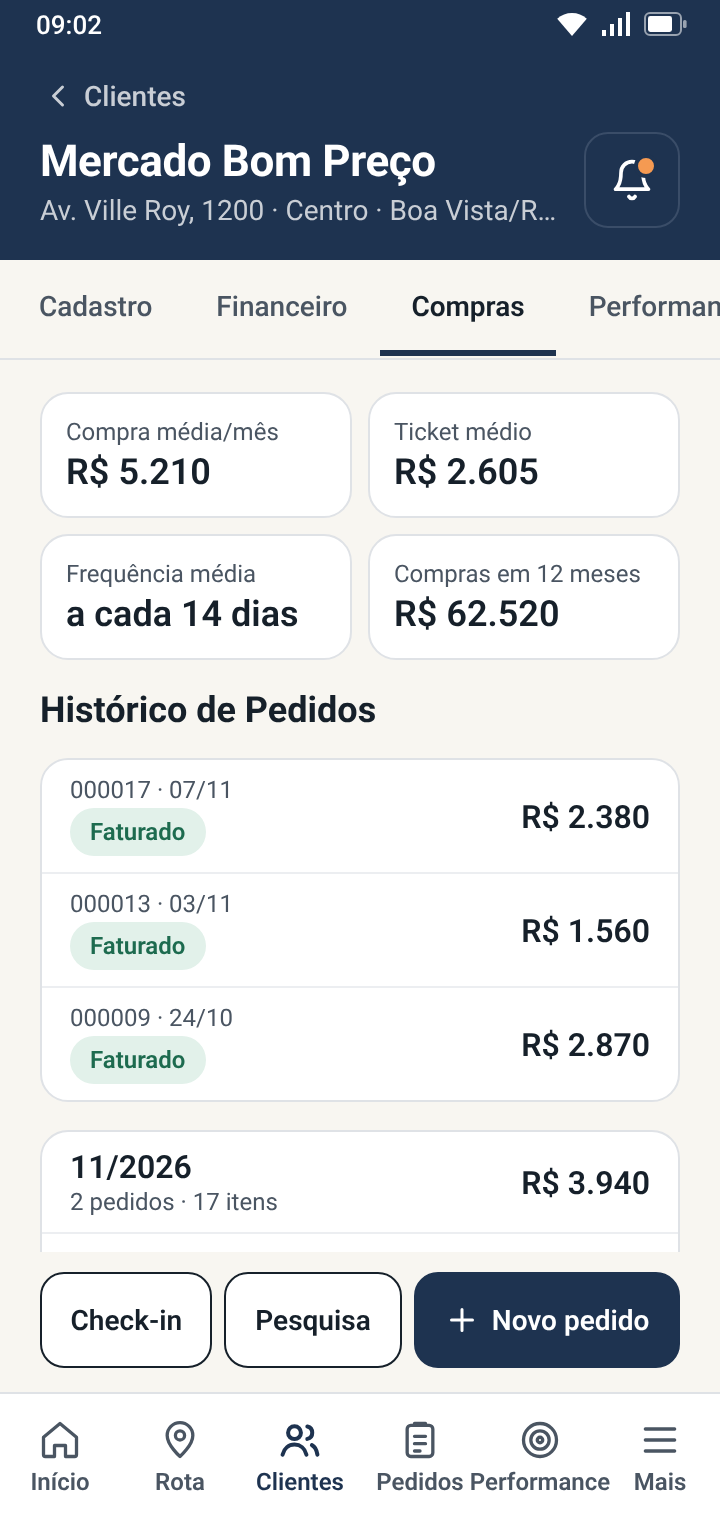 09:02
Clientes
Mercado Bom Preço
Av. Ville Roy, 1200 · Centro · Boa Vista/R...
Cadastro Financeiro Compras Performan
Compra média/mês
R$ 5.210
Ticket médio
R$ 2.605
Frequência média
a cada 14 dias
Compras em 12 meses
R$ 62.520
Histórico de Pedidos
000017 · 07/11
Faturado
R$ 2.380
000013 · 03/11
Faturado
R$ 1.560
000009 · 24/10
Faturado
R$ 2.870
11/2026
2 pedidos · 17 itens
R$ 3.940
Check-in Pesquisa + Novo pedido
Início Rota Clientes Pedidos Performance Mais